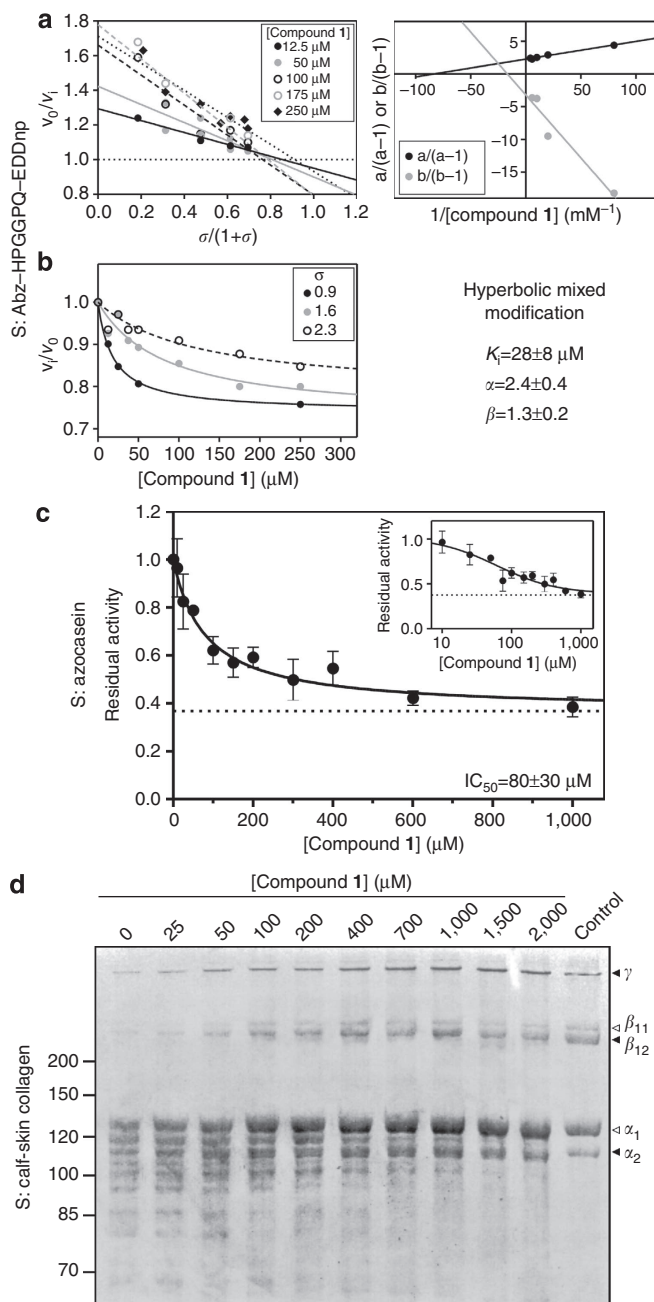 a
S: Abz–HPGGPQ–EDDnp
v0/vi
1.8
1.6
1.4
1.2
1.0
0.8
0.0 0.2 0.4 0.6 0.8 1.0 1.2
σ/(1+σ)
[Compound 1]
12.5 μM
50 μM
100 μM
175 μM
250 μM
a/(a–1) or b/(b–1)
5
−5
−10
−15
−100 −50 50 100
a/(a–1)
b/(b–1)
1/[compound 1] (mM−1)
b
vi/v0
1.0
0.9
0.8
0.7
0 50 100 150 200 250 300
[Compound 1] (μM)
σ
0.9
1.6
2.3
Hyperbolic mixed
modification
Ki=28±8 μM
α=2.4±0.4
β=1.3±0.2
c
S: azocasein
Residual activity
1.2
1.0
0.8
0.6
0.4
0.2
0.0
0 200 400 600 800 1,000
[Compound 1] (μM)
IC50=80±30 μM
Residual activity
1.0
0.5
0.0
10 100 1,000
[Compound 1] (μM)
d
[Compound 1] (μM)
0 25 50 100 200 400 700 1,000 1,500 2,000 Control
S: calf-skin collagen
200
150
120
100
85
70
γ
β11
β12
α1
α2